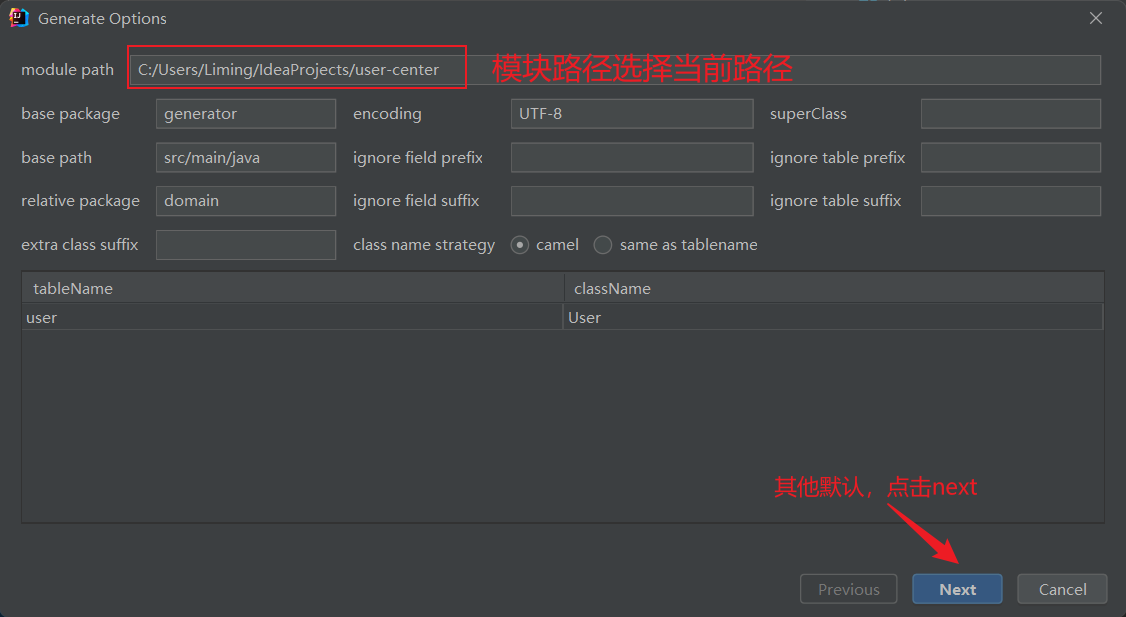 Generate Options
module path C:/Users/Liming/IdeaProjects/user-center 模块路径选择当前路径
base package generator encoding UTF-8 superClass
base path src/main/java ignore field prefix ignore table prefix
relative package domain ignore field suffix ignore table suffix
extra class suffix class name strategy camel same as tablename
tableName className
user User
其他默认，点击next
Previous Next Cancel